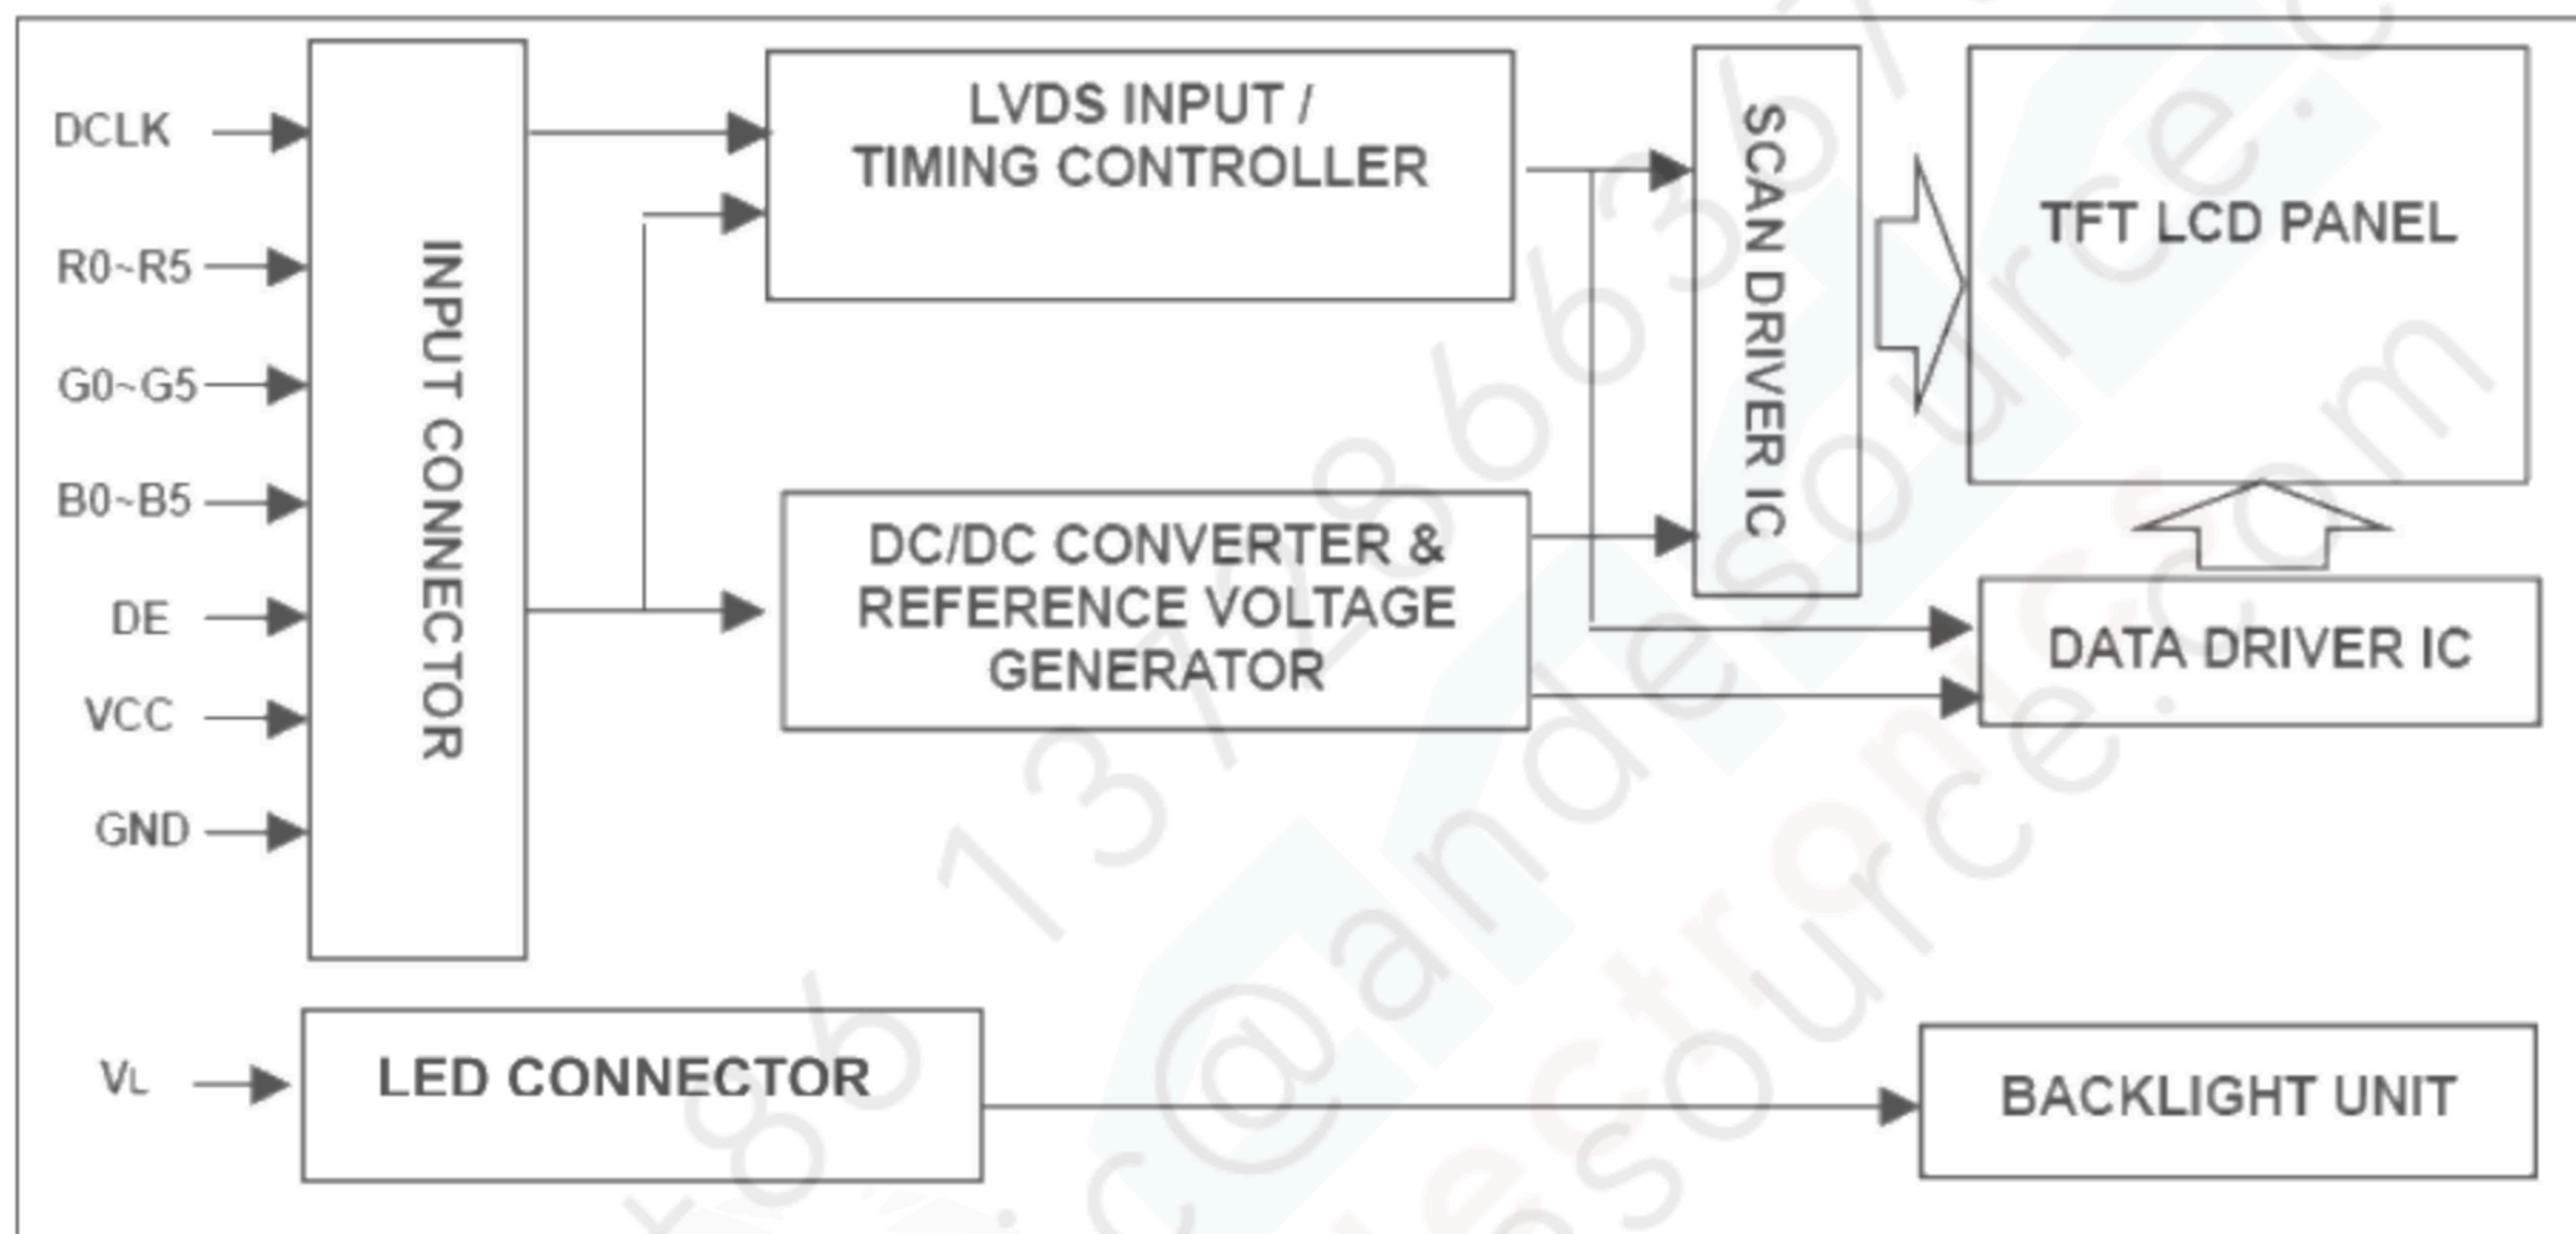 DCLK
R0~R5
G0~G5
B0~B5
DE
VCC
GND
INPUT CONNECTOR
LVDS INPUT /
TIMING CONTROLLER
DC/DC CONVERTER &
REFERENCE VOLTAGE
GENERATOR
SCAN DRIVER IC
TFT LCD PANEL
DATA DRIVER IC
VL
LED CONNECTOR
BACKLIGHT UNIT